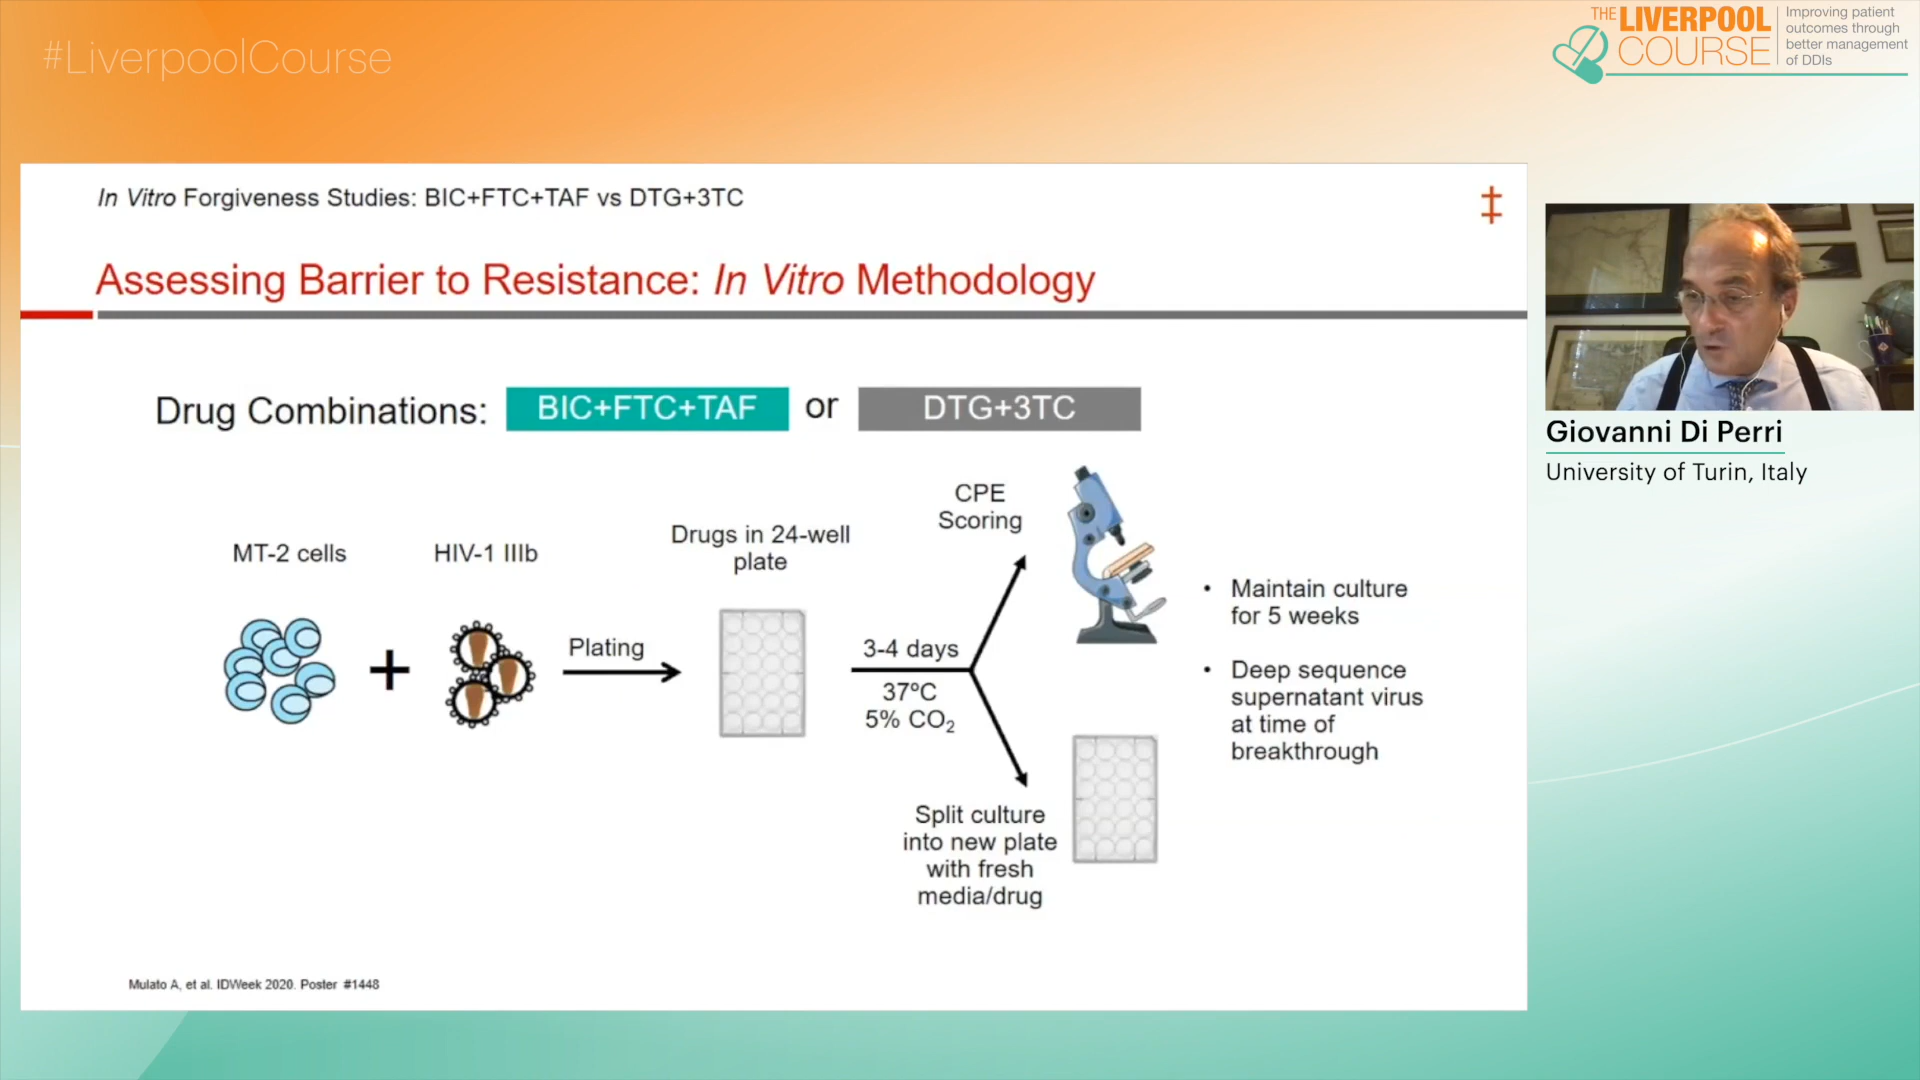 #LiverpoolCourse
THE LIVERPOOL
COURSE
Improving patient
outcomes through
better management
of DDIs
In Vitro Forgiveness Studies: BIC+FTC+TAF vs DTG+3TC
‡
Assessing Barrier to Resistance: In Vitro Methodology
Drug Combinations: BIC+FTC+TAF or DTG+3TC
MT-2 cells
HIV-1 IIIb
Plating
Drugs in 24-well
plate
3-4 days
37ºC
5% CO₂
CPE
Scoring
Split culture
into new plate
with fresh
media/drug
• Maintain culture
for 5 weeks
• Deep sequence
supernatant virus
at time of
breakthrough
Mulato A, et al. IDWeek 2020. Poster #1448
Giovanni Di Perri
University of Turin, Italy